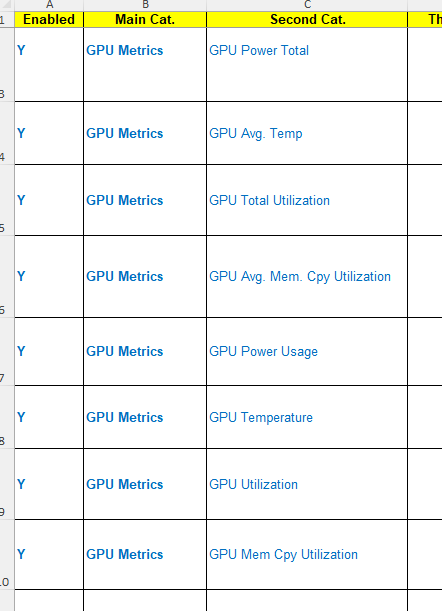 A B C
1 Enabled Main Cat. Second Cat. Th
3 Y GPU Metrics GPU Power Total
4 Y GPU Metrics GPU Avg. Temp
5 Y GPU Metrics GPU Total Utilization
6 Y GPU Metrics GPU Avg. Mem. Cpy Utilization
7 Y GPU Metrics GPU Power Usage
8 Y GPU Metrics GPU Temperature
9 Y GPU Metrics GPU Utilization
0 Y GPU Metrics GPU Mem Cpy Utilization